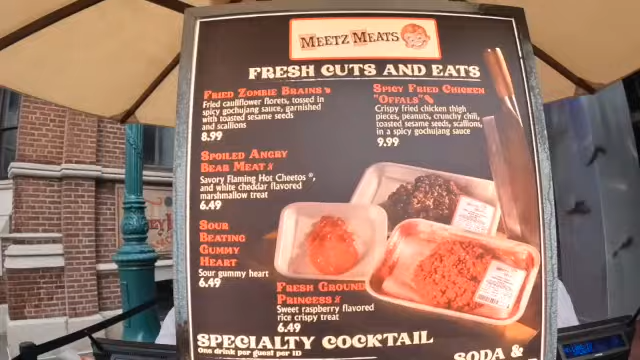 MEETZ MEATS
FRESH CUTS AND EATS
FRIED ZOMBIE BRAINS
Fried cauliflower florets, tossed in
spicy gochujang sauce, garnished
with toasted sesame seeds
and scallions
8.99
SPICY FRIED CHICKEN
"OFFALS"
Crispy fried chicken thigh
pieces, peanuts, crunchy chili,
toasted sesame seeds, scallions,
in a spicy gochujang sauce
9.99
SPOILED ANGRY
BEAR MEAT
Savory Flaming Hot Cheetos ®,
and white cheddar flavored
marshmallow treat
6.49
SOUR
BEATING
GUMMY
HEART
Sour gummy heart
6.49
FRESH GROUND
PRINCESS
Sweet raspberry flavored
rice crispy treat
6.49
SPECIALTY COCKTAIL
One drink per guest per ID
SODA &